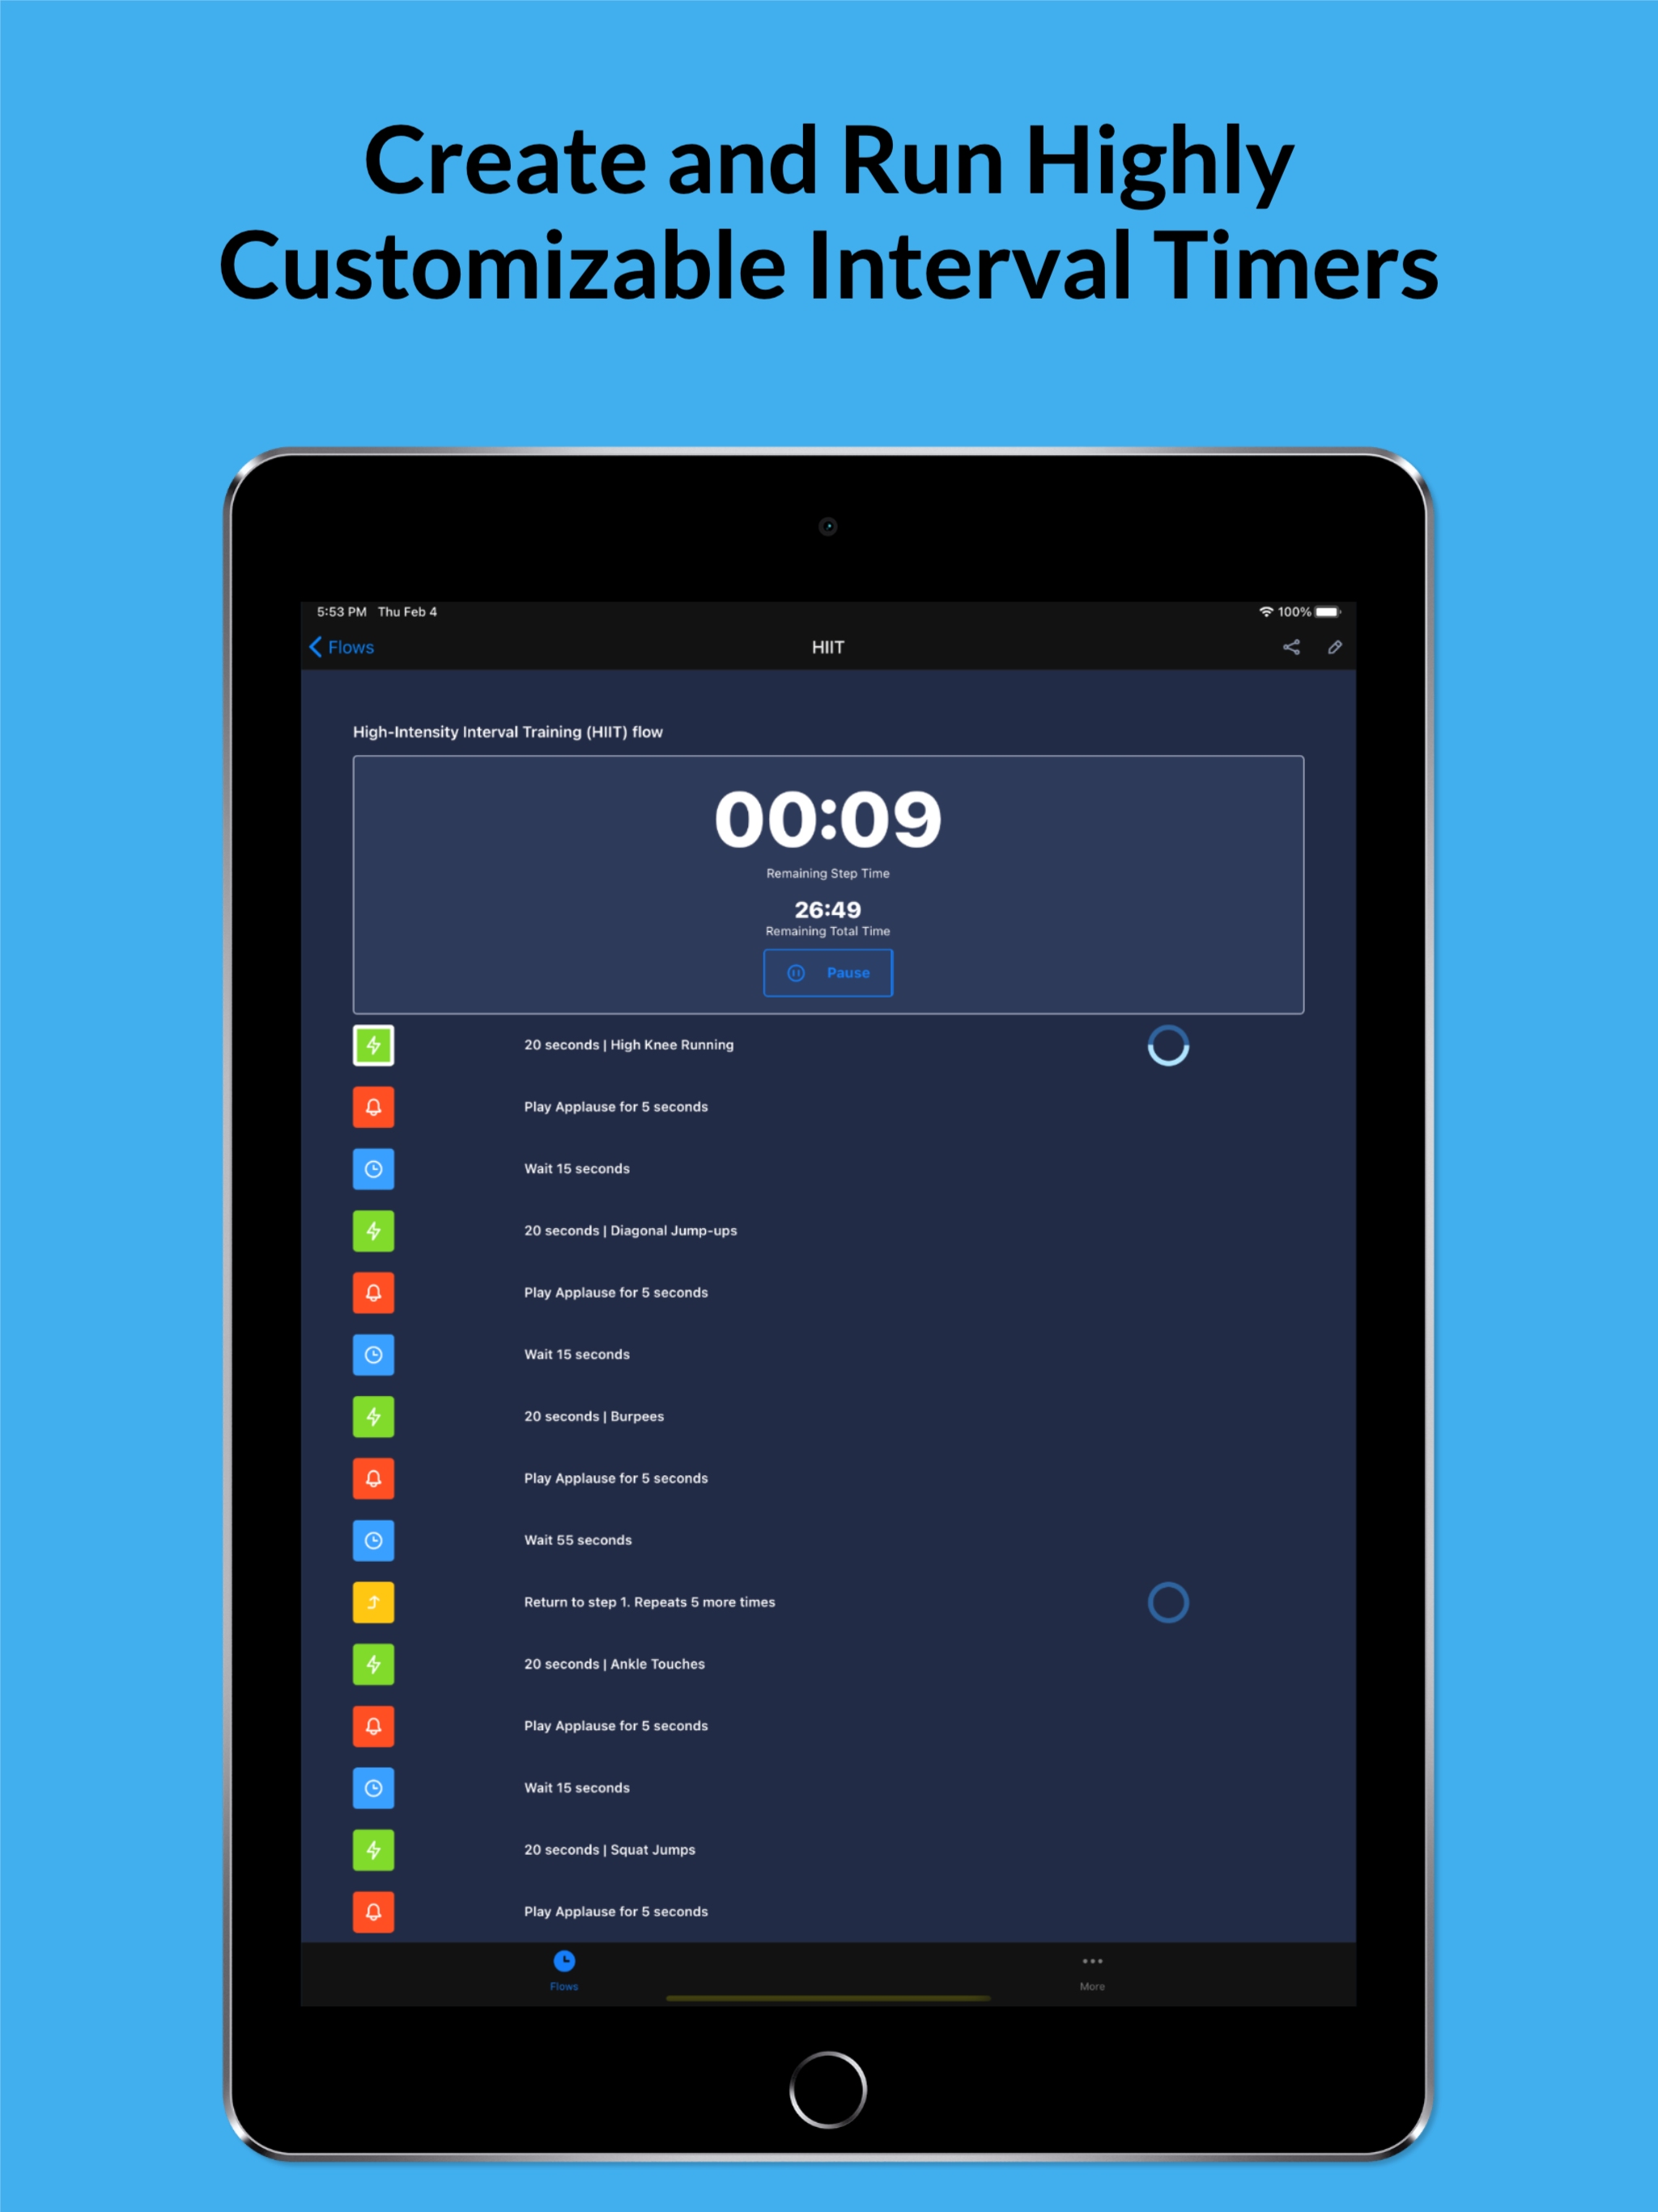 Create and Run Highly
Customizable Interval Timers
5:53 PM Thu Feb 4 100%
Flows HIIT
High-Intensity Interval Training (HIIT) flow
00:09
Remaining Step Time
26:49
Remaining Total Time
Pause
20 seconds | High Knee Running
Play Applause for 5 seconds
Wait 15 seconds
20 seconds | Diagonal Jump-ups
Play Applause for 5 seconds
Wait 15 seconds
20 seconds | Burpees
Play Applause for 5 seconds
Wait 55 seconds
Return to step 1. Repeats 5 more times
20 seconds | Ankle Touches
Play Applause for 5 seconds
Wait 15 seconds
20 seconds | Squat Jumps
Play Applause for 5 seconds
Flows More